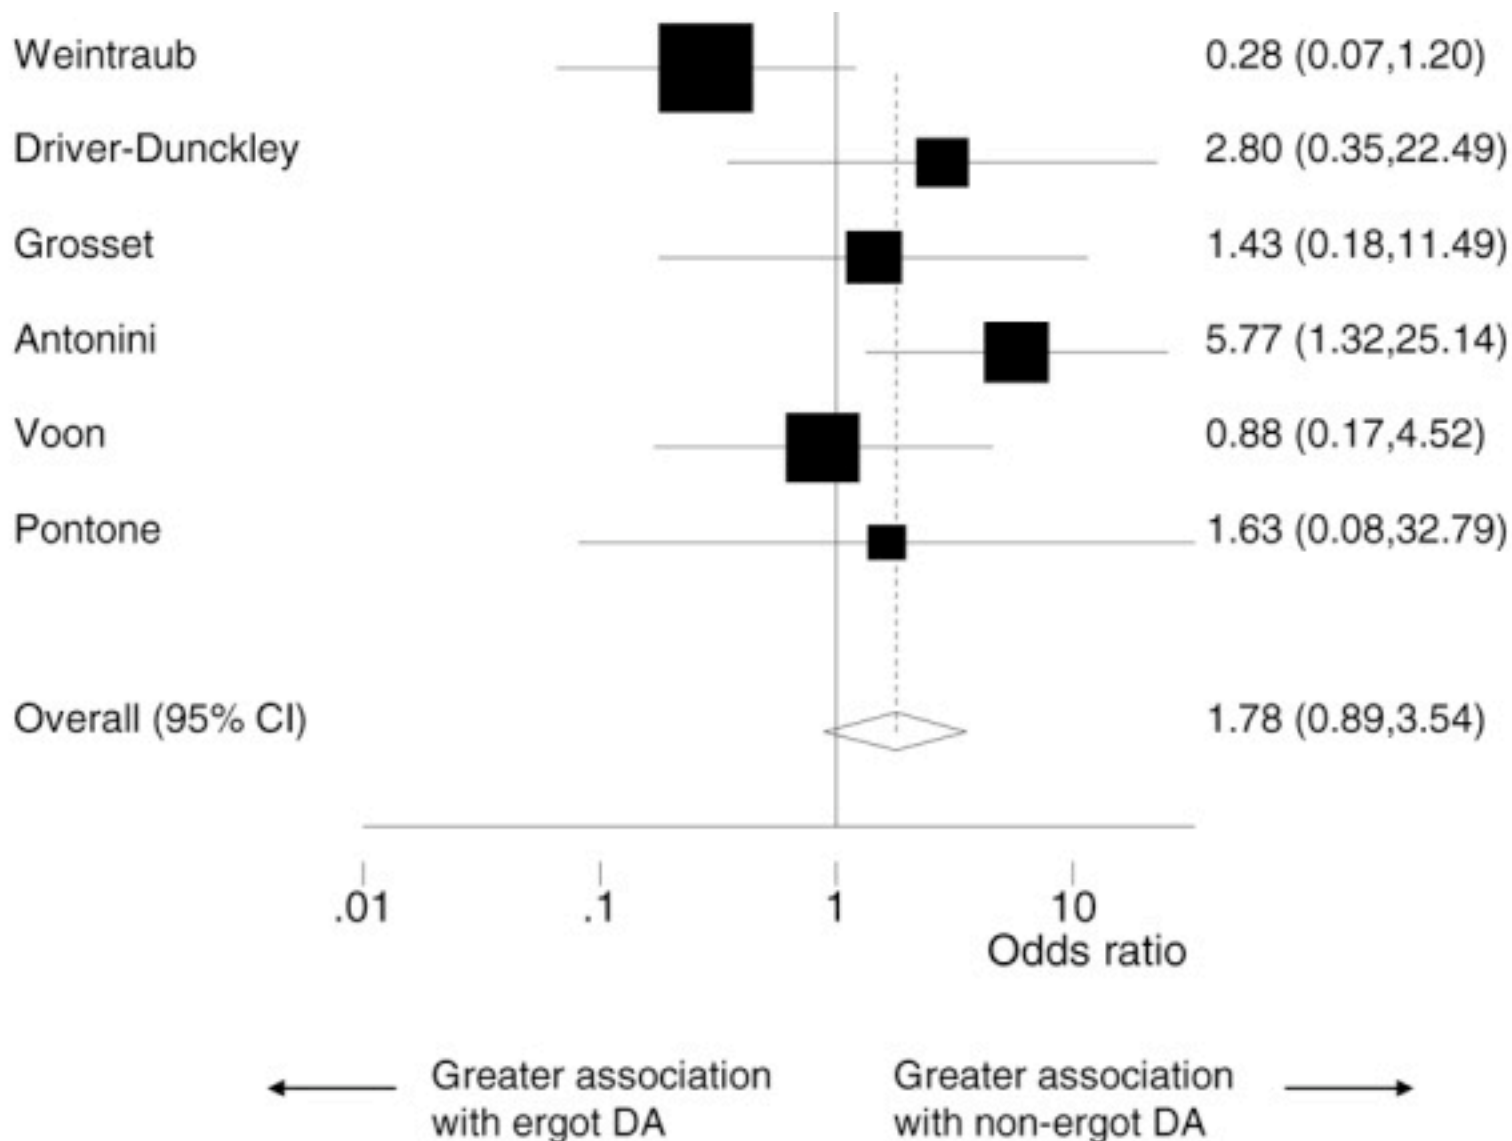 Weintraub 0.28 (0.07,1.20)
Driver-Dunckley 2.80 (0.35,22.49)
Grosset 1.43 (0.18,11.49)
Antonini 5.77 (1.32,25.14)
Voon 0.88 (0.17,4.52)
Pontone 1.63 (0.08,32.79)
Overall (95% CI) 1.78 (0.89,3.54)
.01 .1 1 10
Odds ratio
Greater association
with ergot DA
Greater association
with non-ergot DA